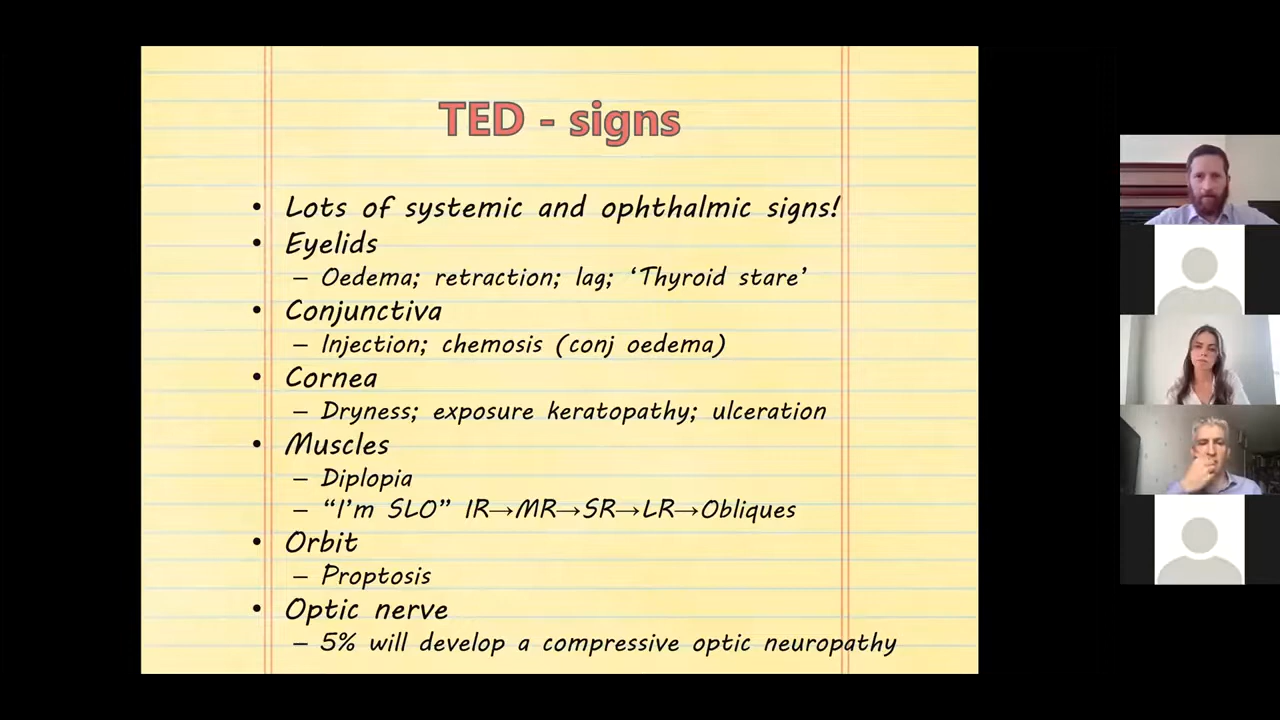 TED - signs
• Lots of systemic and ophthalmic signs!
• Eyelids
– Oedema; retraction; lag; ‘Thyroid stare’
• Conjunctiva
– Injection; chemosis (conj oedema)
• Cornea
– Dryness; exposure keratopathy; ulceration
• Muscles
– Diplopia
– “I’m SLO” IR→MR→SR→LR→Obliques
• Orbit
– Proptosis
• Optic nerve
– 5% will develop a compressive optic neuropathy